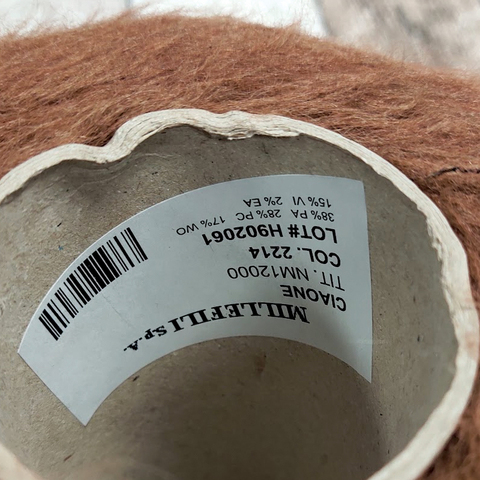 MILLEFILI S.p.A.
CIAONE
TIT. NM12000
COL. 2214
LOT# H902061
38% PA 28% PC 17% WO
15% VI 2% EA